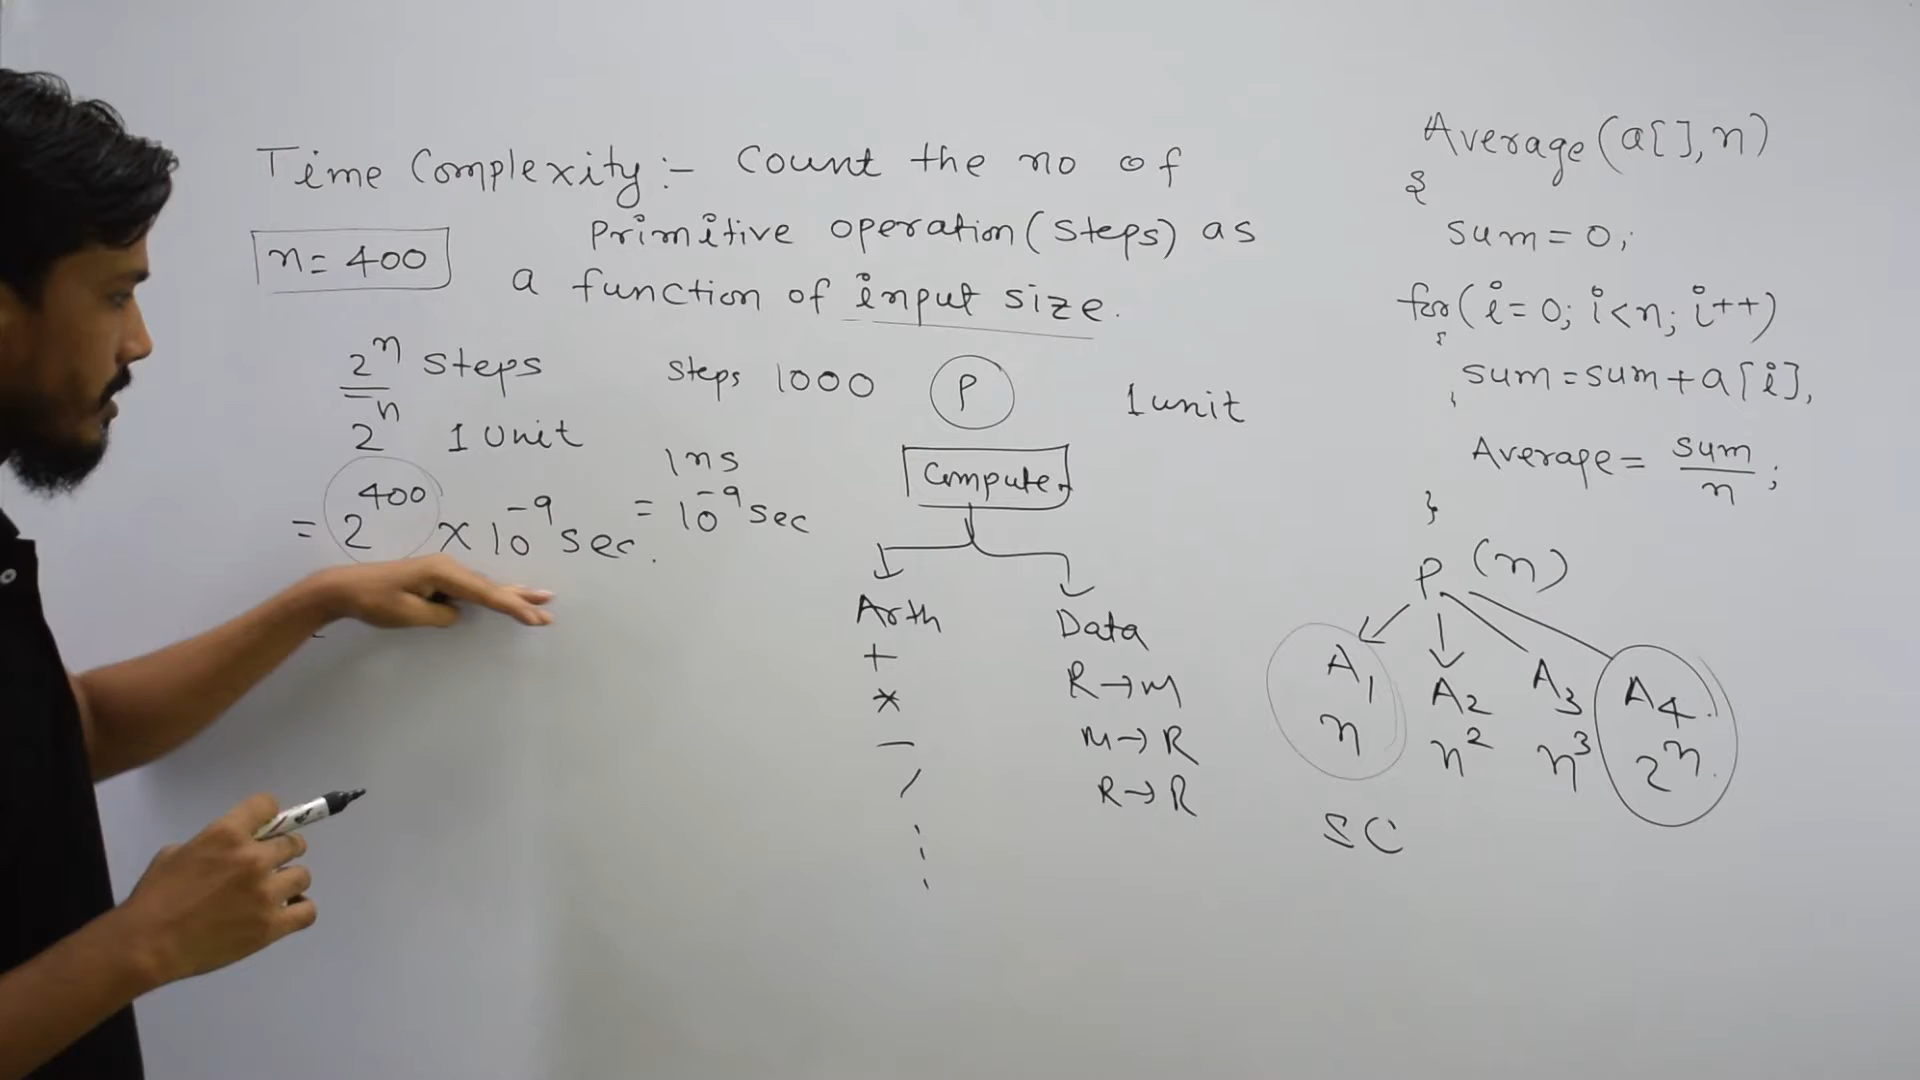 Time Complexity :- Count the no of
Primitive operation (steps) as
a function of input size.
n = 400
2^n steps
2^n 1 Unit
= 2^400 × 10^-9 sec.
steps 1000
P
1 unit
1ns
= 10^-9 sec
Computer
Arth
+
*
-
/
Data
R→M
M→R
R→R
Average (a[], n)
{
sum = 0;
for (i = 0; i < n; i++)
{
sum = sum + a[i],
Average = sum/n;
}
P (n)
A1 A2 A3 A4
n n^2 n^3 2^n
SC